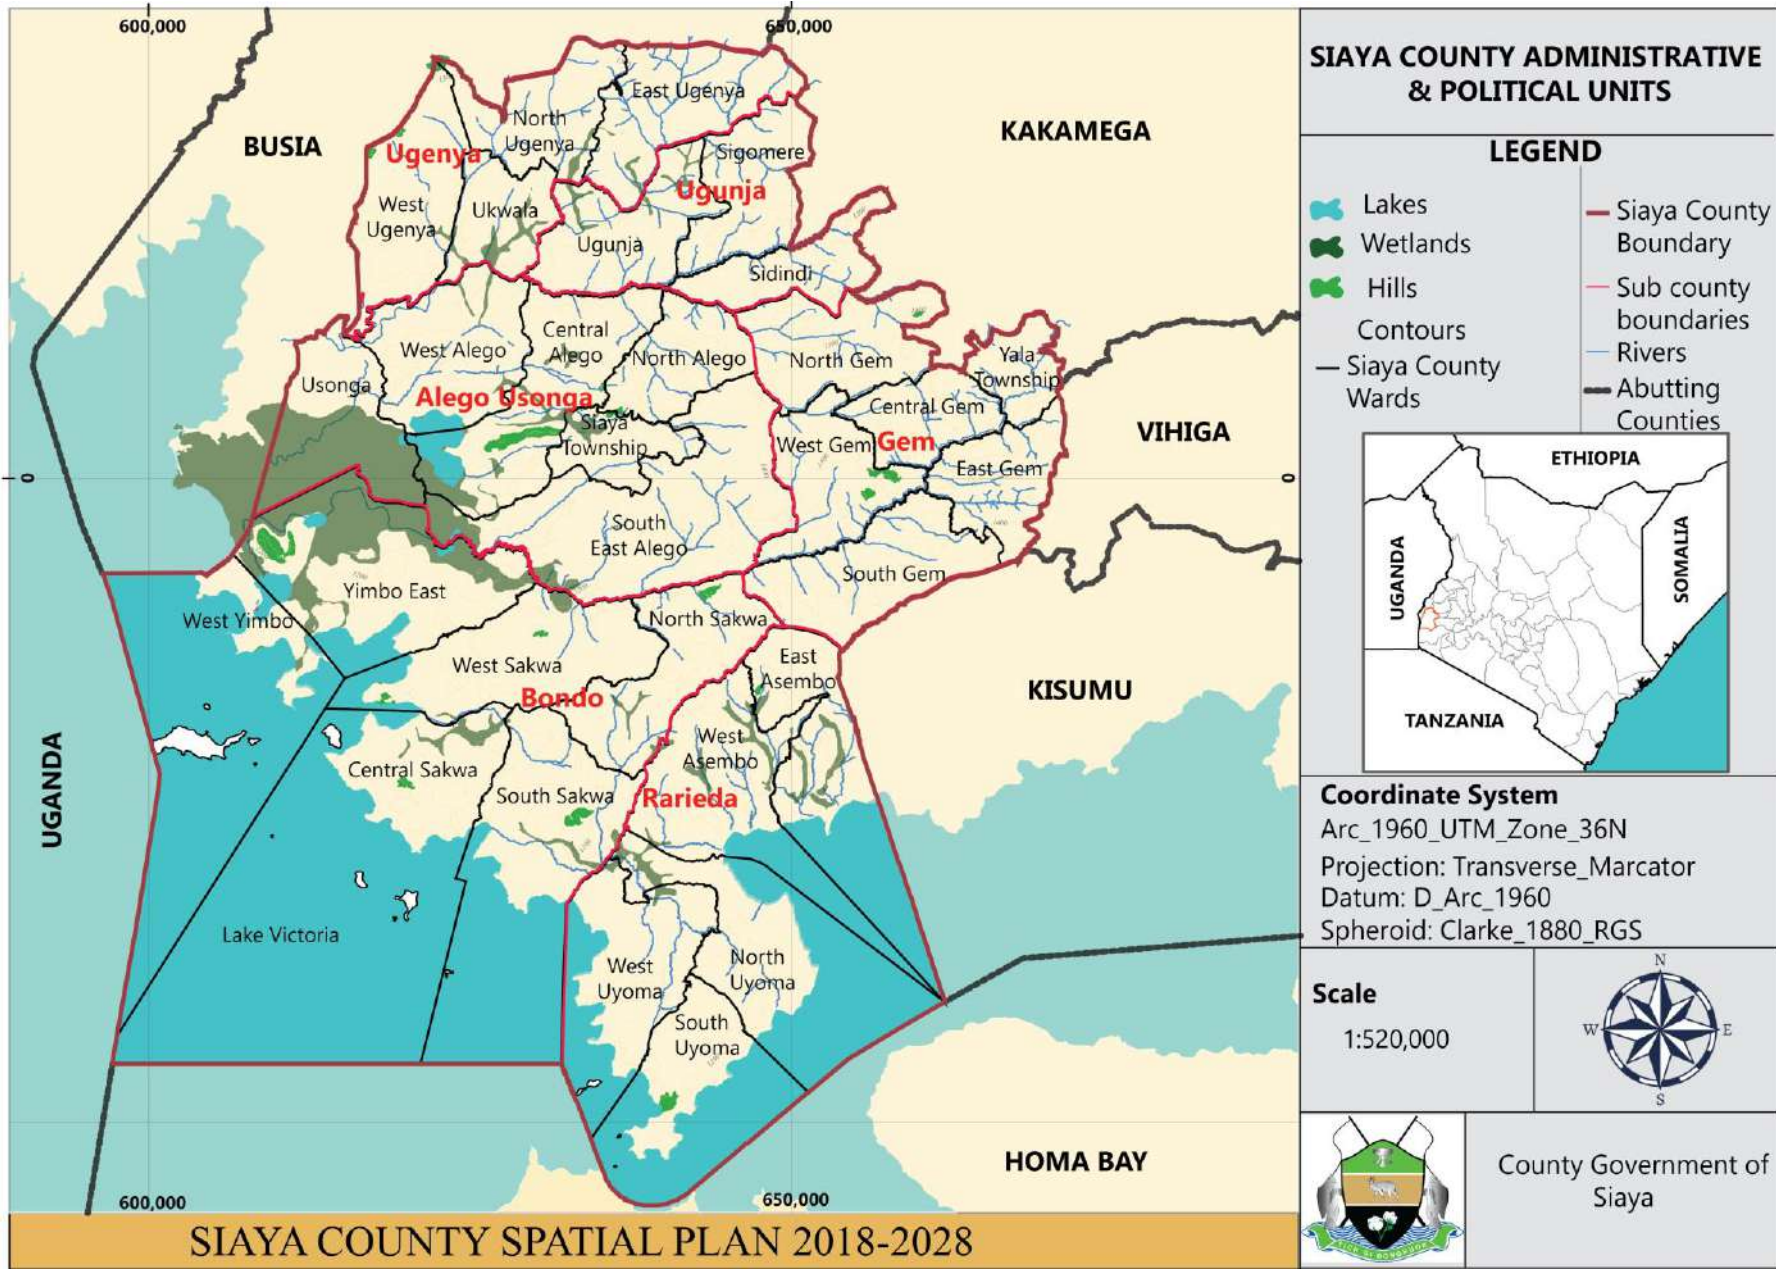 600,000
650,000
BUSIA
KAKAMEGA
East Ugenya
North
Ugenya
Ugenya
Sigomere
Ugunja
West
Ugenya
Ukwala
Ugunja
Sidindi
West Alego
Central
Alego
North Alego
North Gem
Yala
Township
Usonga
Alego Usonga
Central Gem
Siaya
Township
West Gem
Gem
VIHIGA
East Gem
0
0
South
East Alego
South Gem
Yimbo East
West Yimbo
North Sakwa
West Sakwa
East
Asembo
Bondo
KISUMU
UGANDA
West
Asembo
Central Sakwa
South Sakwa
Rarieda
Lake Victoria
West
Uyoma
North
Uyoma
South
Uyoma
HOMA BAY
600,000
650,000
SIAYA COUNTY SPATIAL PLAN 2018-2028
SIAYA COUNTY ADMINISTRATIVE
& POLITICAL UNITS
LEGEND
Lakes
Wetlands
Hills
Contours
Siaya County
Wards
Siaya County
Boundary
Sub county
boundaries
Rivers
Abutting
Counties
ETHIOPIA
UGANDA
SOMALIA
TANZANIA
Coordinate System
Arc_1960_UTM_Zone_36N
Projection: Transverse_Marcator
Datum: D_Arc_1960
Spheroid: Clarke_1880_RGS
Scale
1:520,000
N
W
E
S
County Government of
Siaya